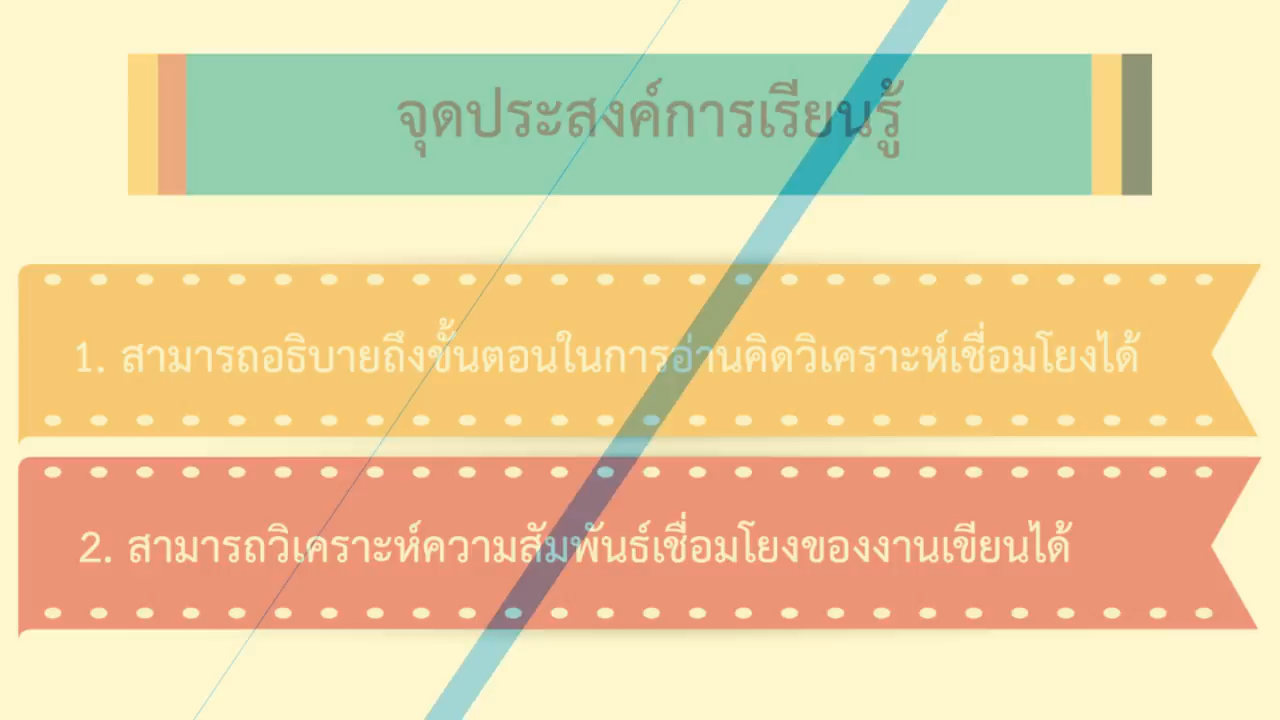 จุดประสงค์การเรียนรู้
1. สามารถอธิบายถึงขั้นตอนในการอ่านคิดวิเคราะห์เชื่อมโยงได้
2. สามารถวิเคราะห์ความสัมพันธ์เชื่อมโยงของงานเขียนได้